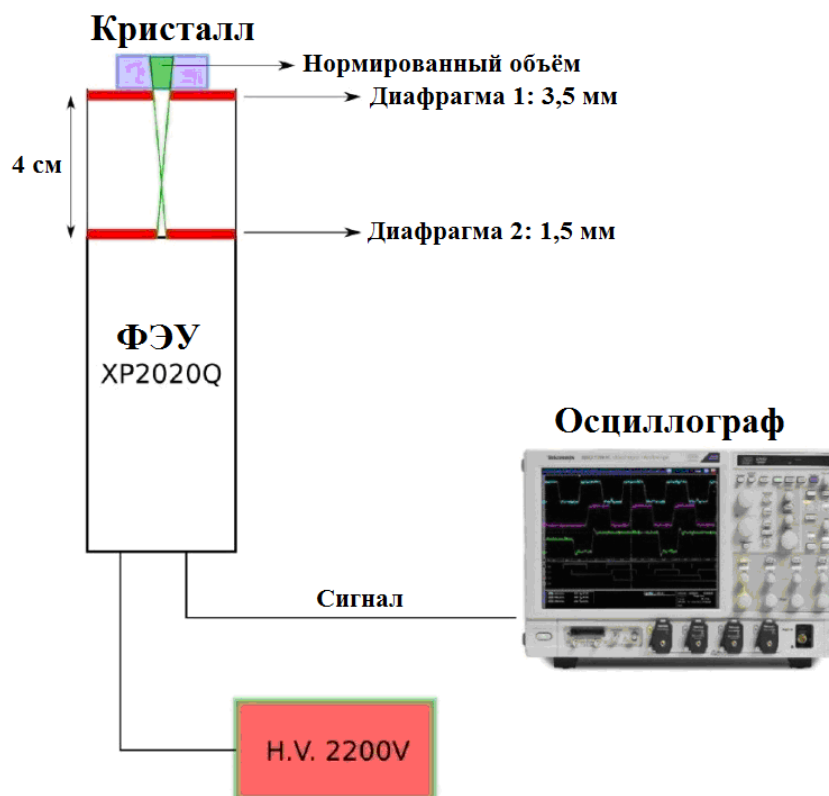 Кристалл
Нормированный объём
Диафрагма 1: 3,5 мм
4 см
Диафрагма 2: 1,5 мм
ФЭУ
XP2020Q
Осциллограф
Сигнал
H.V. 2200V